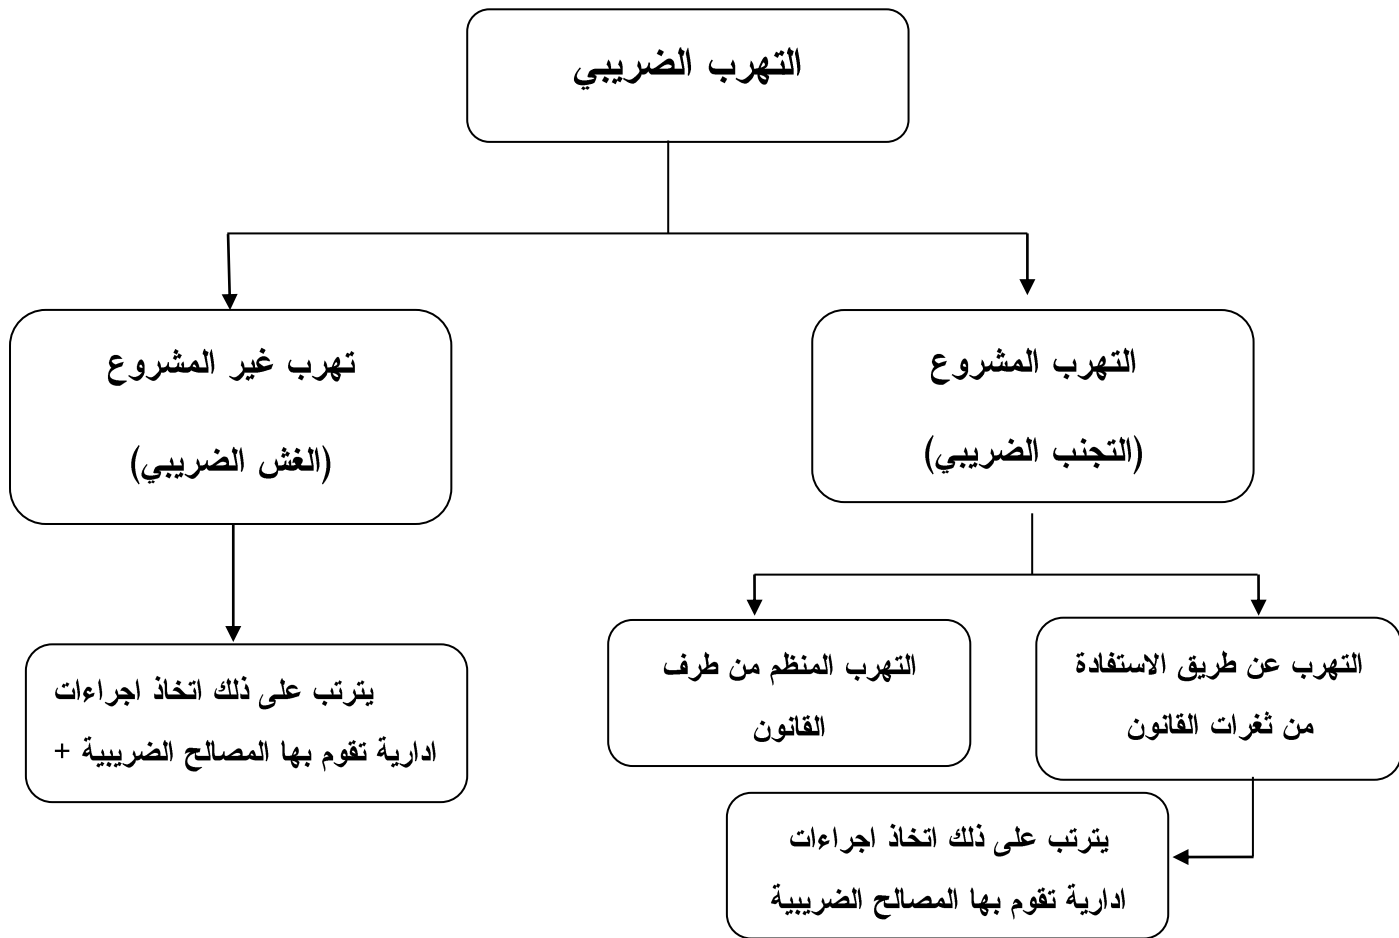 التهرب الضريبي
التهرب المشروع
(التجنب الضريبي)
تهرب غير المشروع
(الغش الضريبي)
التهرب عن طريق الاستفادة
من ثغرات القانون
التهرب المنظم من طرف
القانون
يترتب على ذلك اتخاذ اجراءات
ادارية تقوم بها المصالح الضريبية +
يترتب على ذلك اتخاذ اجراءات
ادارية تقوم بها المصالح الضريبية